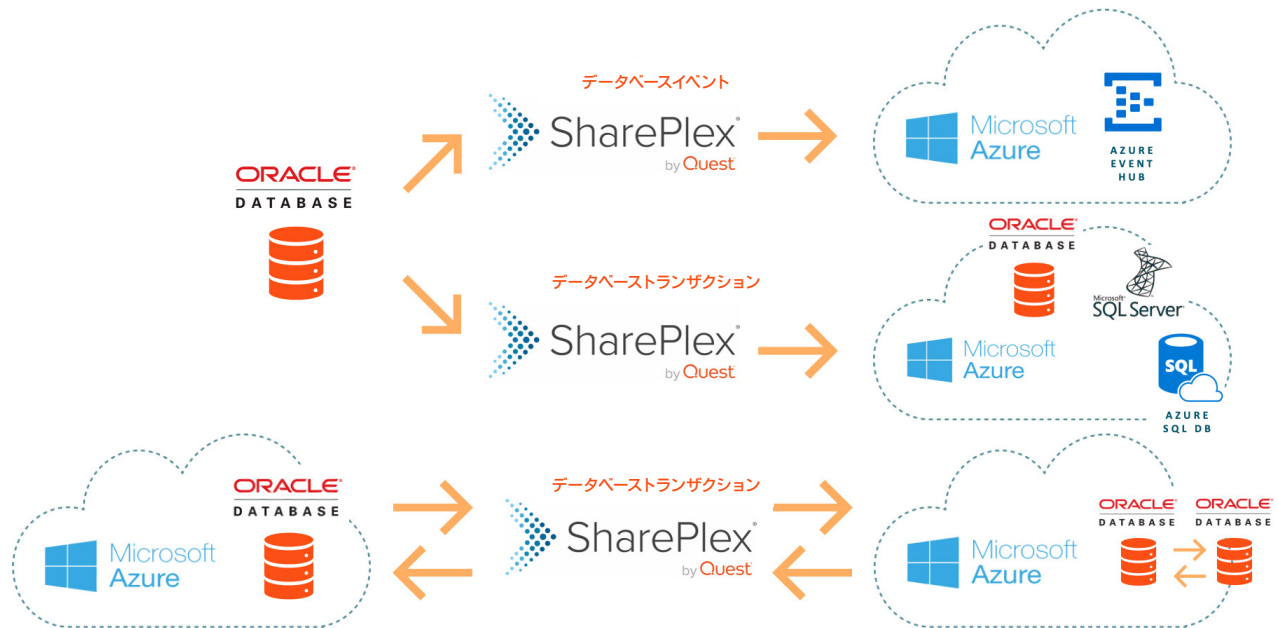 データベースイベント
SharePlex
by Quest
Microsoft
Azure
AZURE
EVENT
HUB
ORACLE
DATABASE
ORACLE
DATABASE
データベーストランザクション
SharePlex
by Quest
Microsoft
SQL Server
Microsoft
Azure
SQL
AZURE
SQL DB
データベーストランザクション
ORACLE
DATABASE
Microsoft
Azure
SharePlex
by Quest
ORACLE
DATABASE
ORACLE
DATABASE
Microsoft
Azure